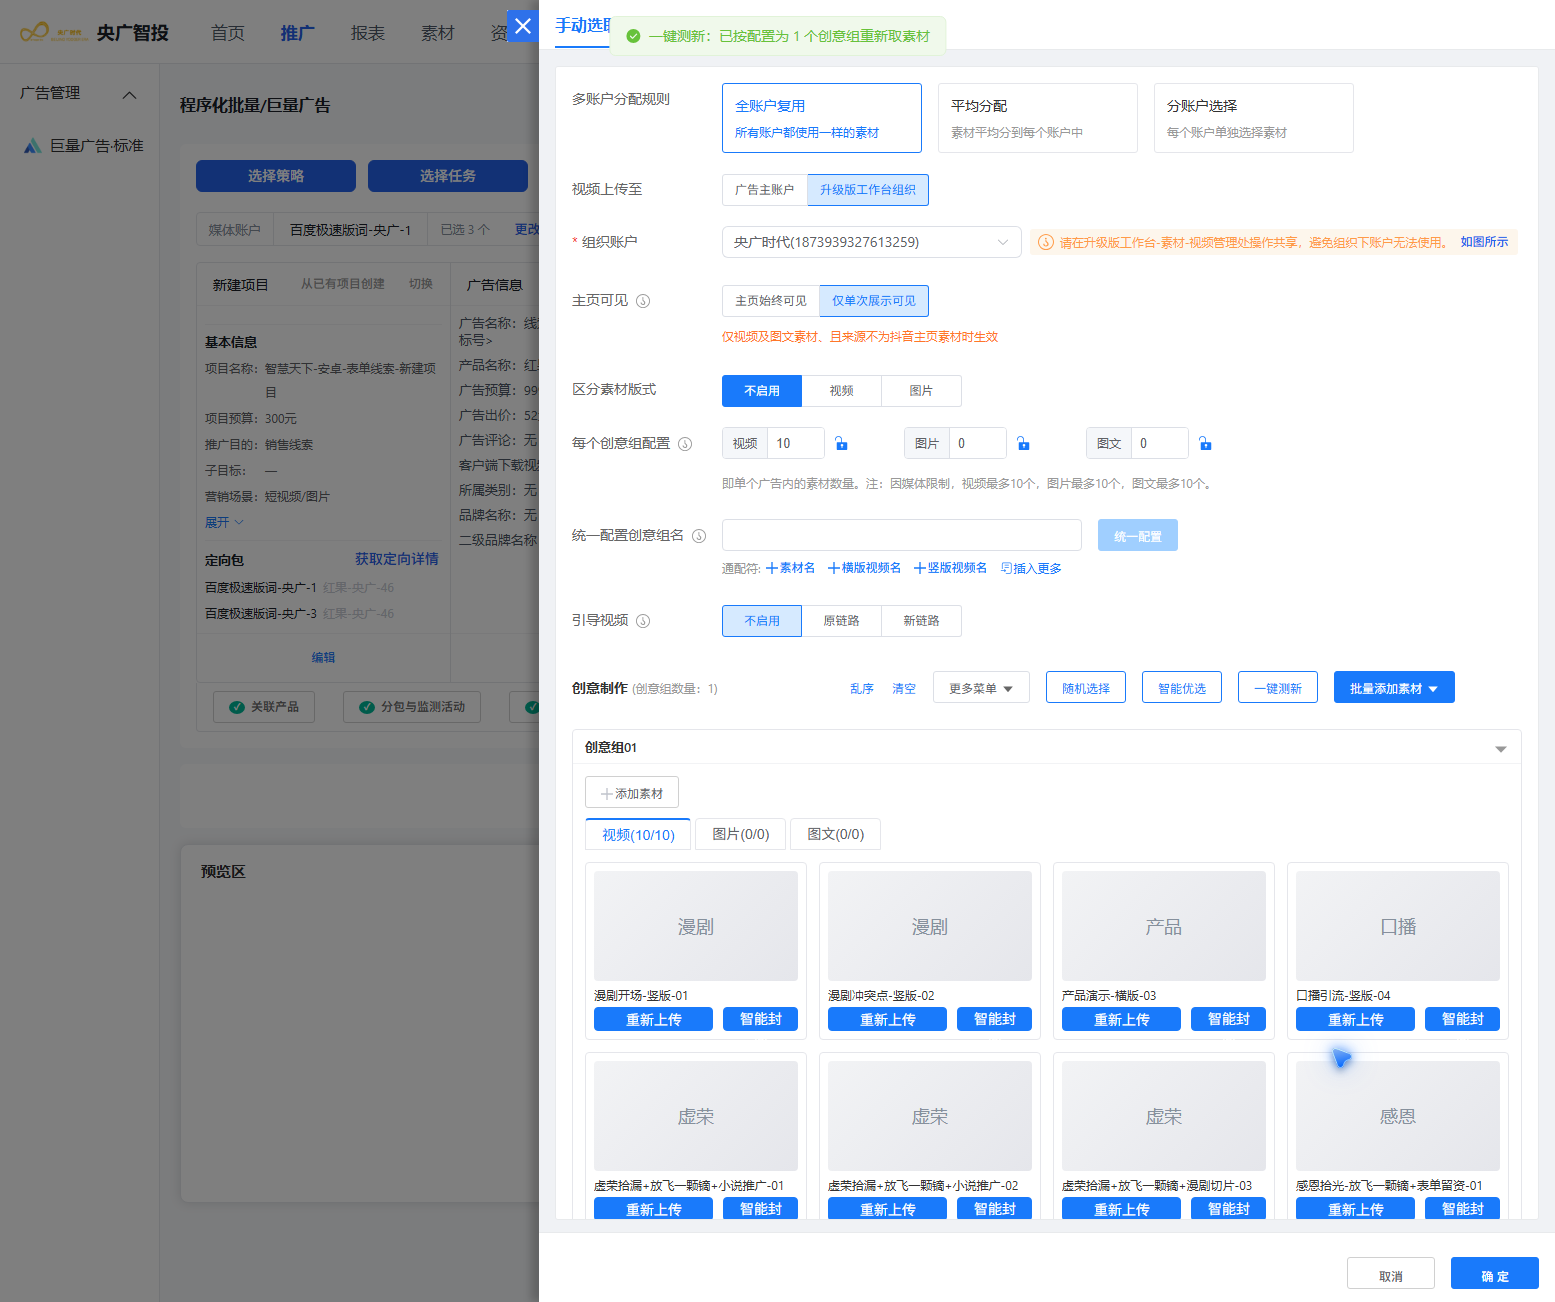 央广智投
首页
推广
报表
素材
广告管理
巨量广告·标准
程序化批量/巨量广告
选择策略
选择任务
媒体账户
百度极速版词-央广-1
已选 3 个
更改
新建项目
从已有项目创建
切换
基本信息
项目名称：智慧天下-安卓-表单线索-新建项
目
项目预算：300元
推广目的：销售线索
子目标：—
营销场景：短视频/图片
展开
定向包
获取定向详情
百度极速版词-央广-1 红果-央广-46
百度极速版词-央广-3 红果-央广-46
编辑
广告信息
广告名称：线
标号>
产品名称：红
广告预算：99
广告出价：52
广告评论：无
客户端下载视
所属类别：无
品牌名称：无
二级品牌名称
关联产品
分包与监测活动
预览区
手动选取
一键测新：已按配置为 1 个创意组重新取素材
多账户分配规则
全账户复用
所有账户都使用一样的素材
平均分配
素材平均分到每个账户中
分账户选择
每个账户单独选择素材
视频上传至
广告主账户
升级版工作台组织
* 组织账户
央广时代(1873939327613259)
请在升级版工作台-素材-视频管理处操作共享，避免组织下账户无法使用。
如图所示
主页可见
主页始终可见
仅单次展示可见
仅视频及图文素材、且来源不为抖音主页素材时生效
区分素材版式
不启用
视频
图片
每个创意组配置
视频
10
图片
0
图文
0
即单个广告内的素材数量。注：因媒体限制，视频最多10个，图片最多10个，图文最多10个。
统一配置创意组名
统一配置
通配符:
素材名
横版视频名
竖版视频名
插入更多
引导视频
不启用
原链路
新链路
创意制作 (创意组数量：1)
乱序
清空
更多菜单
随机选择
智能优选
一键测新
批量添加素材
创意组01
添加素材
视频(10/10)
图片(0/0)
图文(0/0)
漫剧
漫剧
产品
口播
漫剧开场-竖版-01
漫剧冲突点-竖版-02
产品演示-横版-03
口播引流-竖版-04
重新上传
智能封
重新上传
智能封
重新上传
智能封
重新上传
智能封
虚荣
虚荣
虚荣
感恩
虚荣拾漏+放飞一颗镝+小说推广-01
虚荣拾漏+放飞一颗镝+小说推广-02
虚荣拾漏+放飞一颗镝+漫剧切片-03
感恩拾光-放飞一颗镝+表单留资-01
重新上传
智能封
重新上传
智能封
重新上传
智能封
重新上传
智能封
取消
确 定